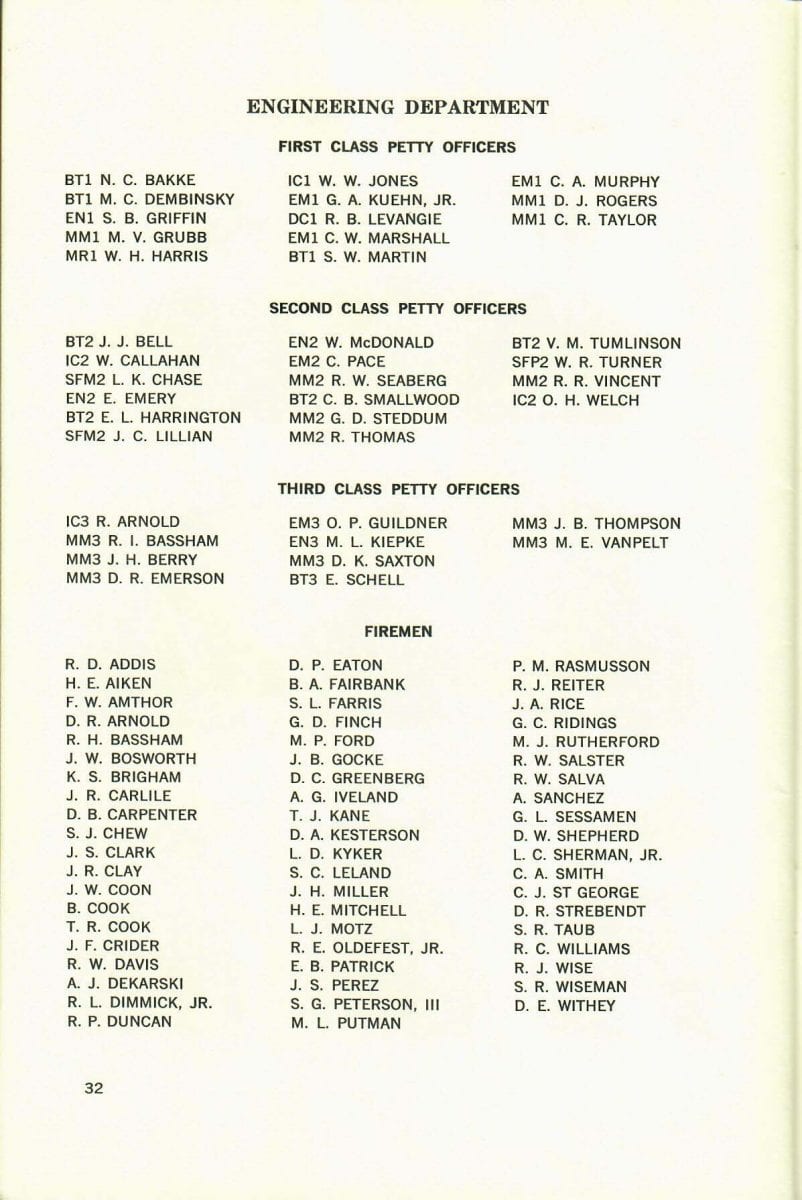 ENGINEERING DEPARTMENT
FIRST CLASS PETTY OFFICERS
BT1 N. C. BAKKE
BT1 M. C. DEMBINSKY
EN1 S. B. GRIFFIN
MM1 M. V. GRUBB
MR1 W. H. HARRIS
IC1 W. W. JONES
EM1 G. A. KUEHN, JR.
DC1 R. B. LEVANGIE
EM1 C. W. MARSHALL
BT1 S. W. MARTIN
EM1 C. A. MURPHY
MM1 D. J. ROGERS
MM1 C. R. TAYLOR
SECOND CLASS PETTY OFFICERS
BT2 J. J. BELL
IC2 W. CALLAHAN
SFM2 L. K. CHASE
EN2 E. EMERY
BT2 E. L. HARRINGTON
SFM2 J. C. LILLIAN
EN2 W. McDONALD
EM2 C. PACE
MM2 R. W. SEABERG
BT2 C. B. SMALLWOOD
MM2 G. D. STEDDUM
MM2 R. THOMAS
BT2 V. M. TUMLINSON
SFP2 W. R. TURNER
MM2 R. R. VINCENT
IC2 O. H. WELCH
THIRD CLASS PETTY OFFICERS
IC3 R. ARNOLD
MM3 R. I. BASSHAM
MM3 J. H. BERRY
MM3 D. R. EMERSON
EM3 O. P. GUILDNER
EN3 M. L. KIEPKE
MM3 D. K. SAXTON
BT3 E. SCHELL
MM3 J. B. THOMPSON
MM3 M. E. VANPELT
FIREMEN
R. D. ADDIS
H. E. AIKEN
F. W. AMTHOR
D. R. ARNOLD
R. H. BASSHAM
J. W. BOSWORTH
K. S. BRIGHAM
J. R. CARLILE
D. B. CARPENTER
S. J. CHEW
J. S. CLARK
J. R. CLAY
J. W. COON
B. COOK
T. R. COOK
J. F. CRIDER
R. W. DAVIS
A. J. DEKARSKI
R. L. DIMMICK, JR.
R. P. DUNCAN
D. P. EATON
B. A. FAIRBANK
S. L. FARRIS
G. D. FINCH
M. P. FORD
J. B. GOCKE
D. C. GREENBERG
A. G. IVELAND
T. J. KANE
D. A. KESTERSON
L. D. KYKER
S. C. LELAND
J. H. MILLER
H. E. MITCHELL
L. J. MOTZ
R. E. OLDEFEST, JR.
E. B. PATRICK
J. S. PEREZ
S. G. PETERSON, III
M. L. PUTMAN
P. M. RASMUSSON
R. J. REITER
J. A. RICE
G. C. RIDINGS
M. J. RUTHERFORD
R. W. SALSTER
R. W. SALVA
A. SANCHEZ
G. L. SESSAMEN
D. W. SHEPHERD
L. C. SHERMAN, JR.
C. A. SMITH
C. J. ST GEORGE
D. R. STREBENDT
S. R. TAUB
R. C. WILLIAMS
R. J. WISE
S. R. WISEMAN
D. E. WITHEY
32